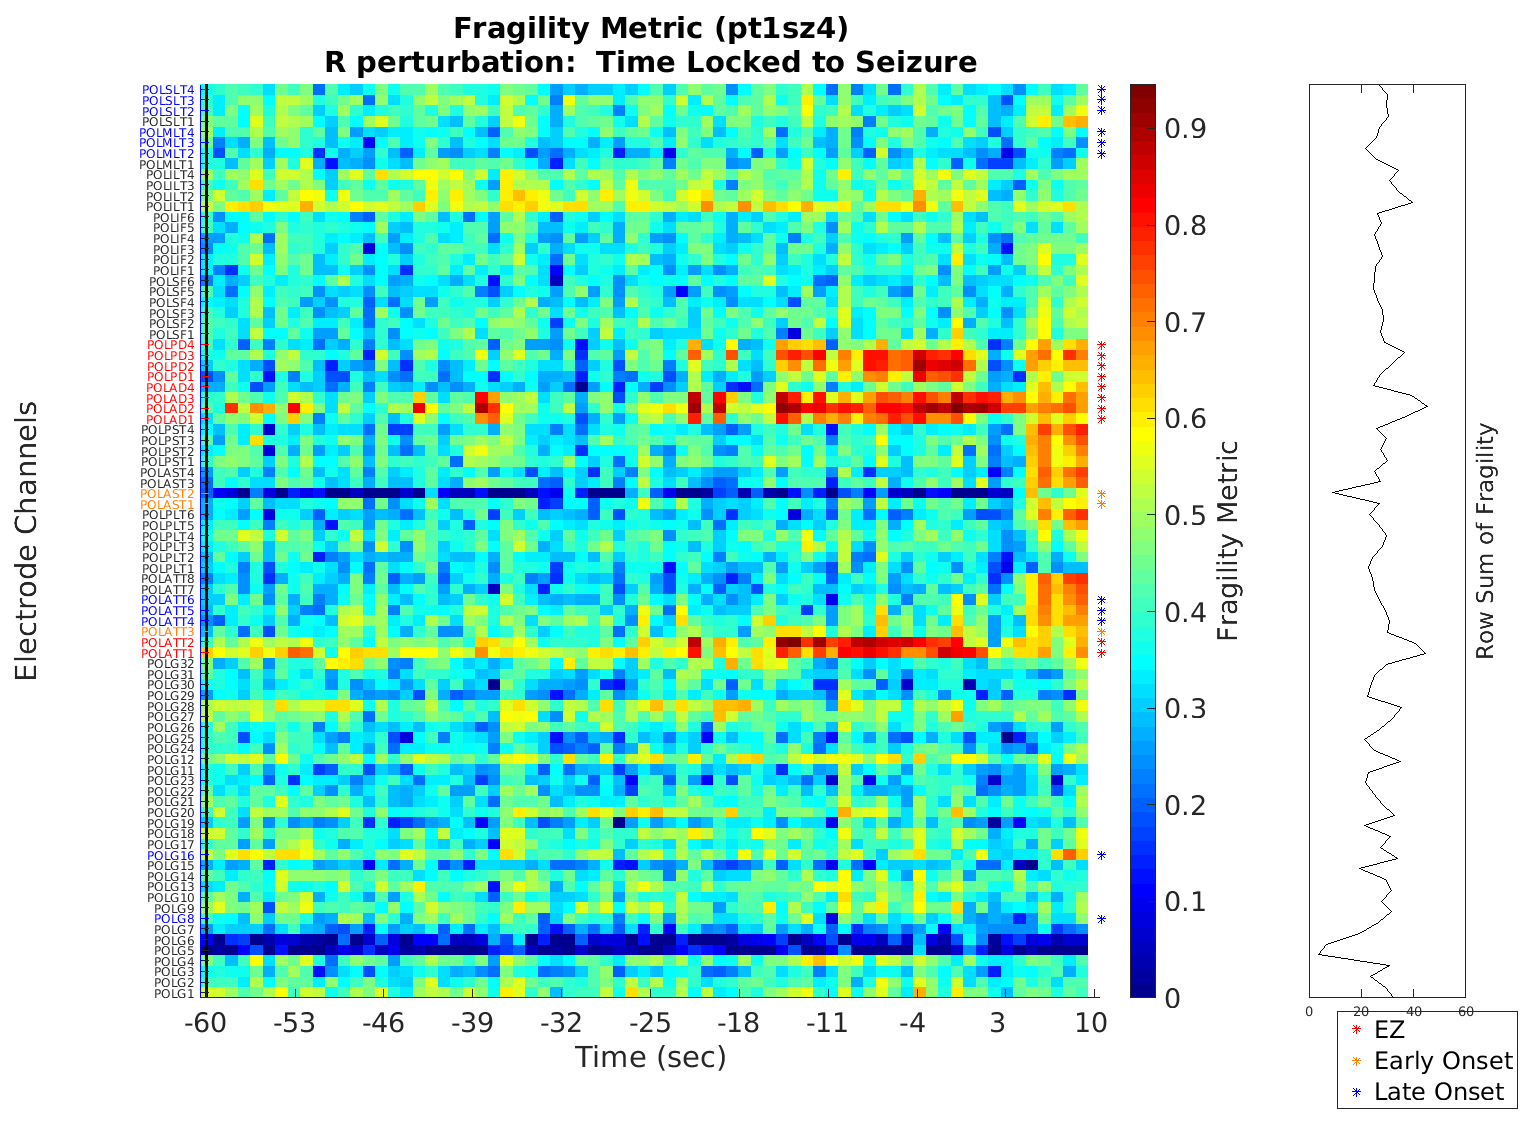 Fragility Metric (pt1sz4)
R perturbation: Time Locked to Seizure
Electrode Channels
POLSLT4
POLSLT3
POLSLT2
POLSLT1
POLMLT4
POLMLT3
POLMLT2
POLMLT1
POLILT4
POLILT3
POLILT2
POLILT1
POLIF6
POLIF5
POLIF4
POLIF3
POLIF2
POLIF1
POLSF6
POLSF5
POLSF4
POLSF3
POLSF2
POLSF1
POLPD4
POLPD3
POLPD2
POLPD1
POLAD4
POLAD3
POLAD2
POLAD1
POLPST4
POLPST3
POLPST2
POLPST1
POLAST4
POLAST3
POLAST2
POLAST1
POLPLT6
POLPLT5
POLPLT4
POLPLT3
POLPLT2
POLPLT1
POLATT8
POLATT7
POLATT6
POLATT5
POLATT4
POLATT3
POLATT2
POLATT1
POLG32
POLG31
POLG30
POLG29
POLG28
POLG27
POLG26
POLG25
POLG24
POLG12
POLG11
POLG23
POLG22
POLG21
POLG20
POLG19
POLG18
POLG17
POLG16
POLG15
POLG14
POLG13
POLG10
POLG9
POLG8
POLG7
POLG6
POLG5
POLG4
POLG3
POLG2
POLG1
-60 -53 -46 -39 -32 -25 -18 -11 -4 3 10
Time (sec)
0.9
0.8
0.7
0.6
0.5
0.4
0.3
0.2
0.1
0
Fragility Metric
0 20 40 60
Row Sum of Fragility
EZ
Early Onset
Late Onset